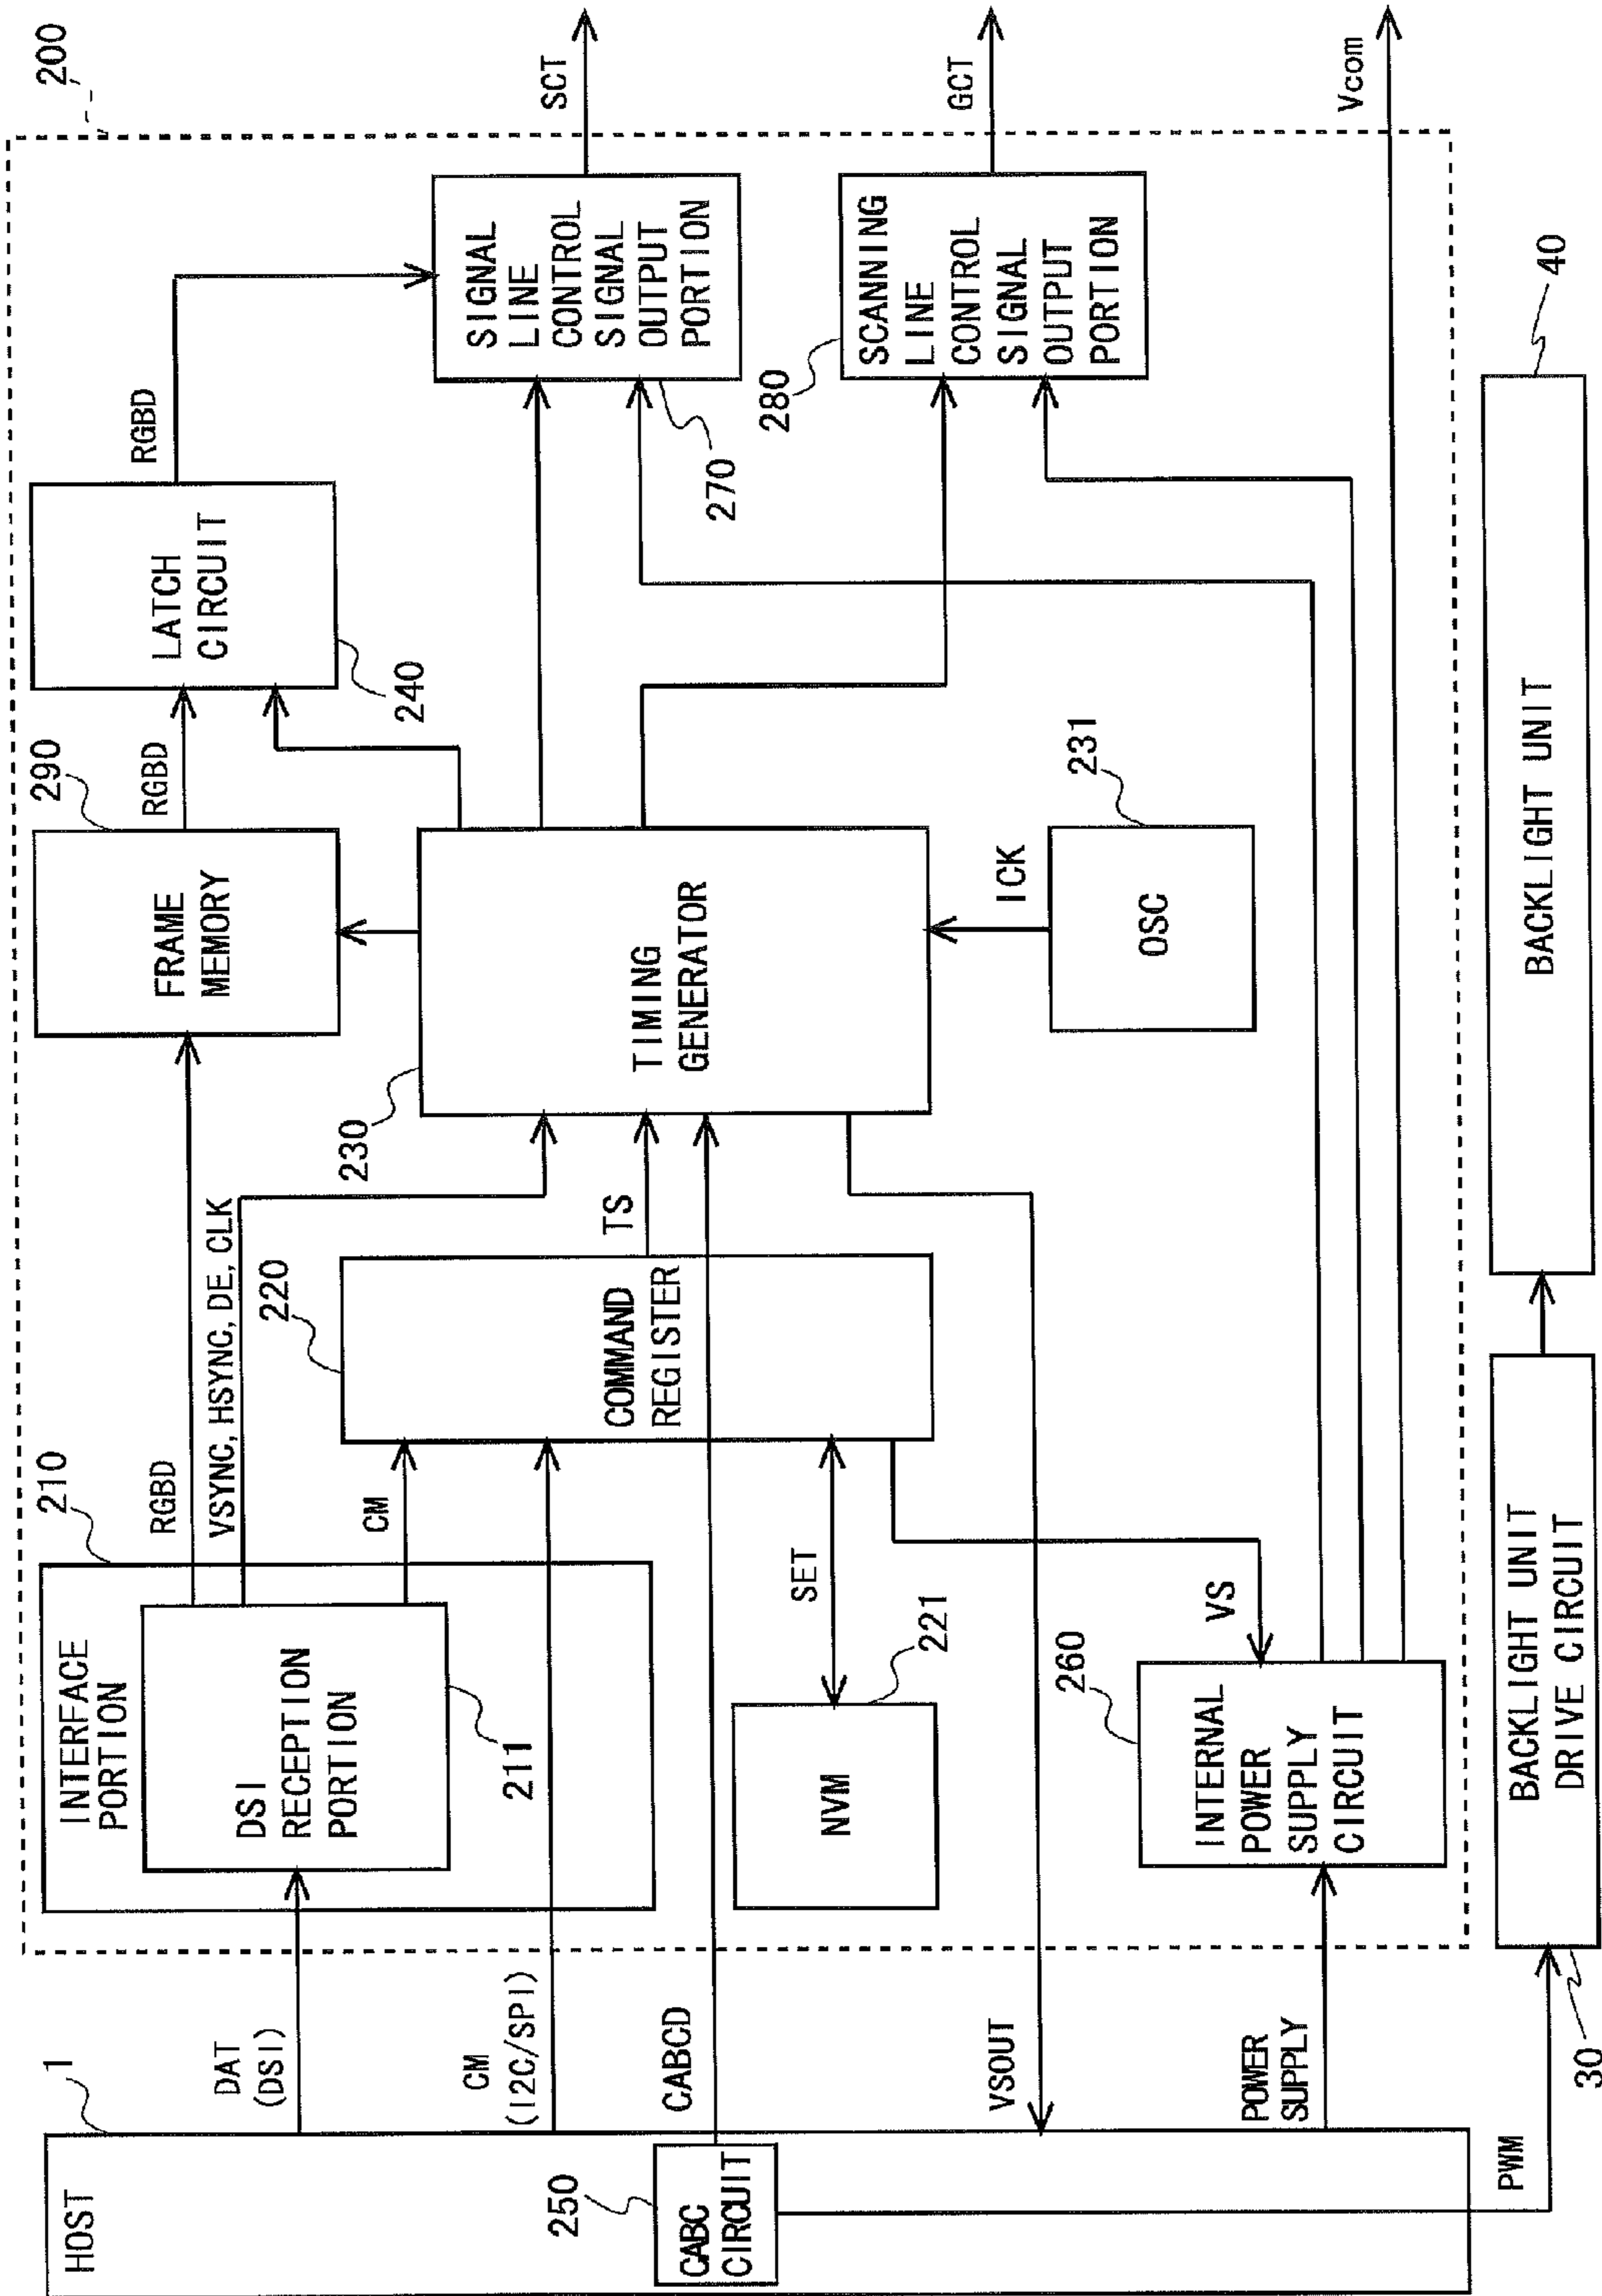 200
HOST
1
DAT
(DSI)
CM
(I2C/SPI)
CABCD
250
CABC
CIRCUIT
VSOUT
POWER
SUPPLY
PWM
INTERFACE
PORTION
210
DSI
RECEPTION
PORTION
211
RGBD
VSYNC, HSYNC, DE, CLK
CM
220
COMMAND
REGISTER
TS
SET
NVM
221
VS
260
INTERNAL
POWER
SUPPLY
CIRCUIT
290
FRAME
MEMORY
RGBD
230
TIMING
GENERATOR
ICK
OSC
231
LATCH
CIRCUIT
240
RGBD
SIGNAL
LINE
CONTROL
SIGNAL
OUTPUT
PORTION
270
SCT
280
SCANNING
LINE
CONTROL
SIGNAL
OUTPUT
PORTION
GCT
Vcom
30
BACKLIGHT UNIT
DRIVE CIRCUIT
BACKLIGHT UNIT
40